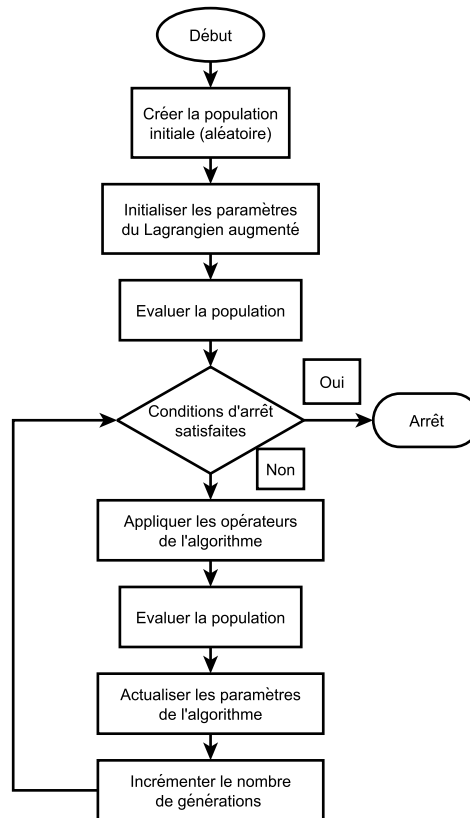 Début
Créer la population
initiale (aléatoire)
Initialiser les paramètres
du Lagrangien augmenté
Evaluer la population
Conditions d'arrêt
satisfaites
Oui
Arrêt
Non
Appliquer les opérateurs
de l'algorithme
Evaluer la population
Actualiser les paramètres
de l'algorithme
Incrémenter le nombre
de générations